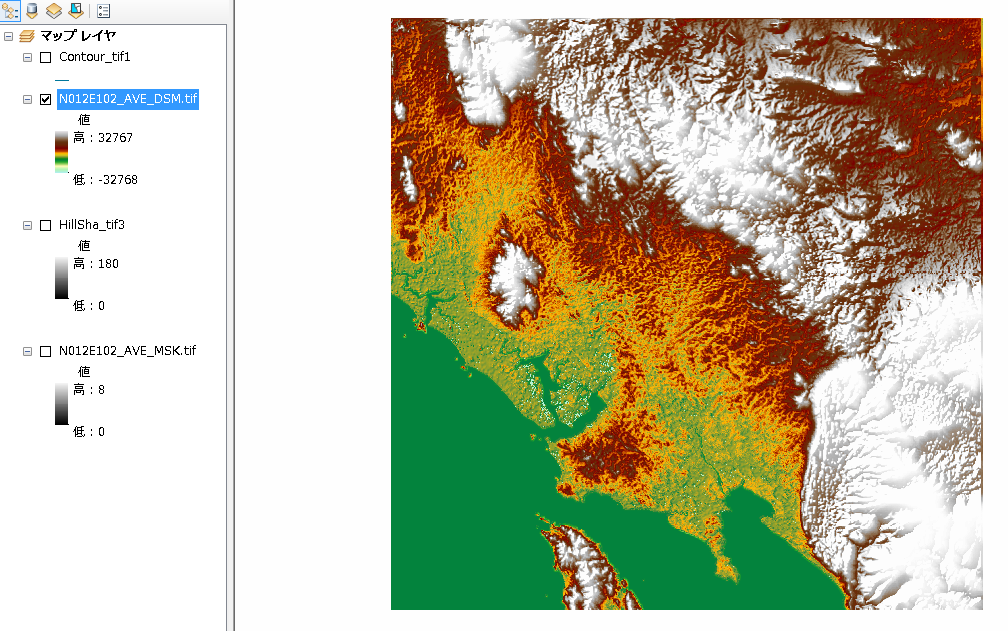 マップ レイヤ
Contour_tif1
N012E102_AVE_DSM.tif
値
高 : 32767
低 : -32768
HillSha_tif3
値
高 : 180
低 : 0
N012E102_AVE_MSK.tif
値
高 : 8
低 : 0